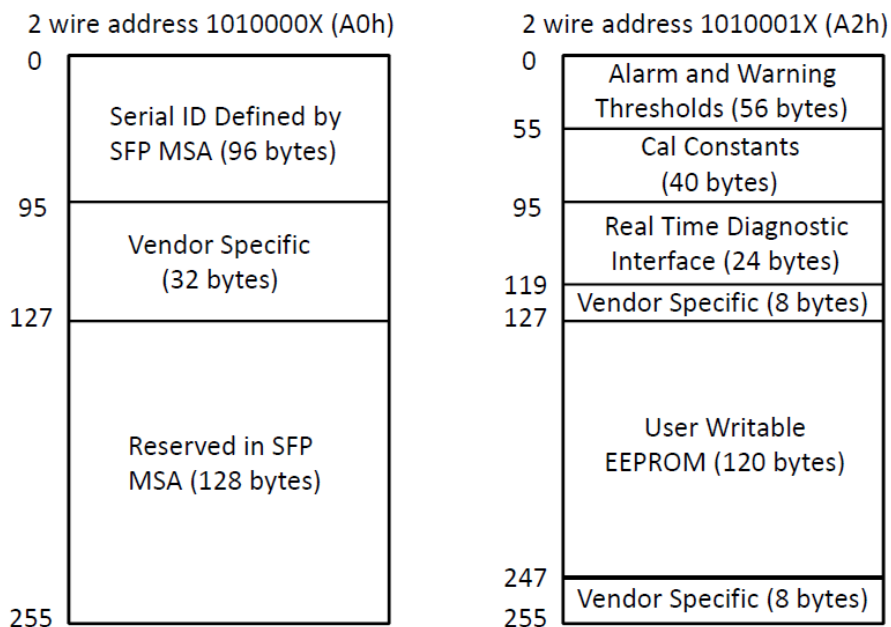 2 wire address 1010000X (A0h)
0
Serial ID Defined by
SFP MSA (96 bytes)
95
Vendor Specific
(32 bytes)
127
Reserved in SFP
MSA (128 bytes)
255
2 wire address 1010001X (A2h)
0
Alarm and Warning
Thresholds (56 bytes)
55
Cal Constants
(40 bytes)
95
Real Time Diagnostic
Interface (24 bytes)
119
Vendor Specific (8 bytes)
127
User Writable
EEPROM (120 bytes)
247
Vendor Specific (8 bytes)
255